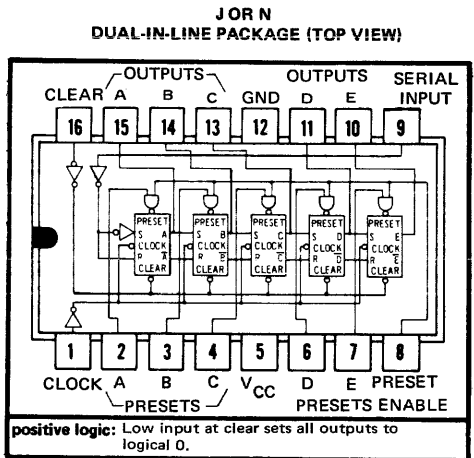 J OR N
DUAL-IN-LINE PACKAGE (TOP VIEW)
OUTPUTS OUTPUTS SERIAL
CLEAR A B C GND D E INPUT
16 15 14 13 12 11 10 9
PRESET PRESET PRESET PRESET PRESET
S A S B S C S D S E
CLOCK CLOCK CLOCK CLOCK CLOCK
R A̅ R B̅ R C̅ R D̅ R E̅
CLEAR CLEAR CLEAR CLEAR CLEAR
1 2 3 4 5 6 7 8
CLOCK A B C VCC D E PRESET
PRESETS PRESETS ENABLE
positive logic: Low input at clear sets all outputs to
logical 0.